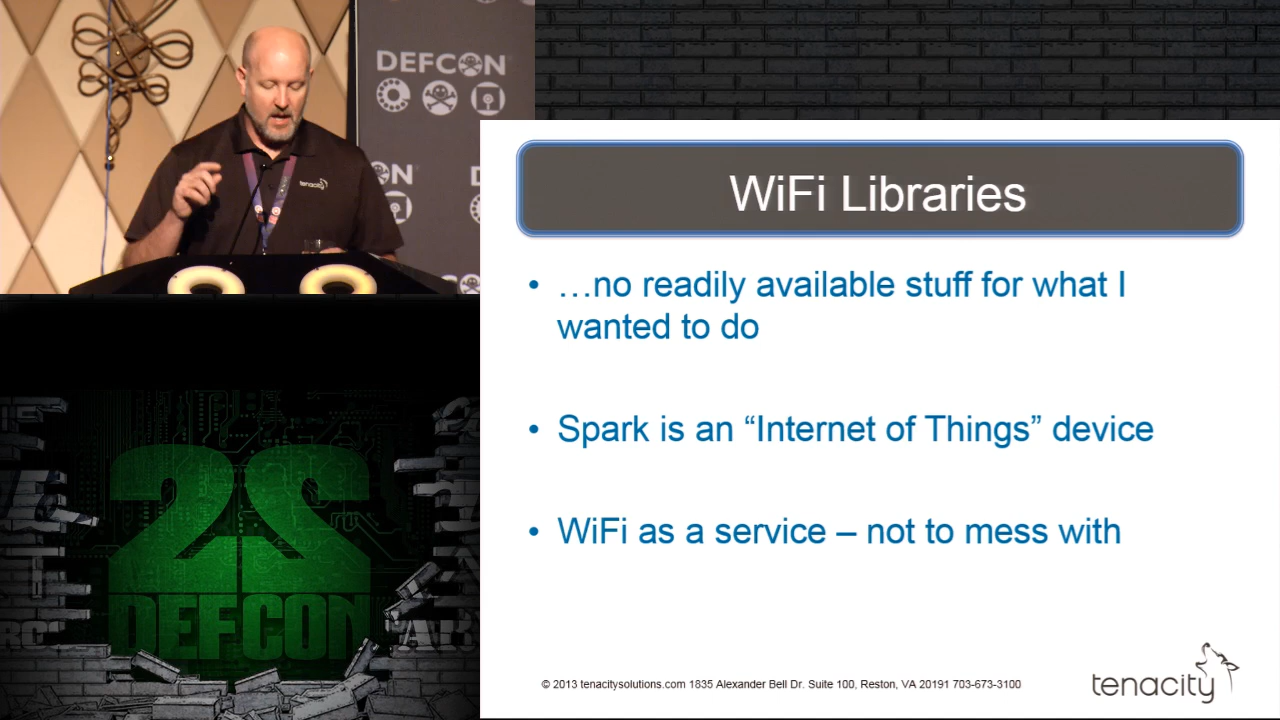 DEFCON
tenacity
WiFi Libraries
• …no readily available stuff for what I
wanted to do
• Spark is an “Internet of Things” device
• WiFi as a service – not to mess with
22
DEFCON
© 2013 tenacitysolutions.com 1835 Alexander Bell Dr. Suite 100, Reston, VA 20191 703-673-3100
tenacity